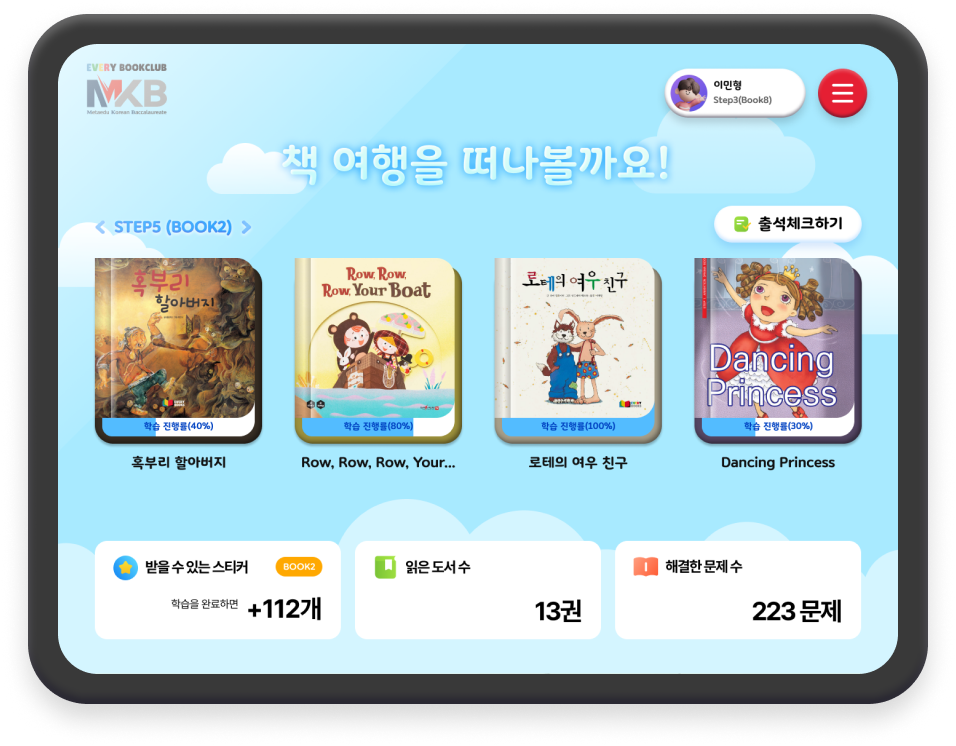 EVERY BOOKCLUB
MKB
Metaedu Korean Baccalaureate
이민형
Step3(Book8)
책 여행을 떠나볼까요!
STEP5 (BOOK2)
출석체크하기
혹부리
할아버지
학습 진행률(40%)
Row, Row,
Row, Your Boat
학습 진행률(80%)
로테의 여우 친구
학습 진행률(100%)
Dancing
Princess
학습 진행률(30%)
혹부리 할아버지
Row, Row, Row, Your...
로테의 여우 친구
Dancing Princess
받을 수 있는 스티커
BOOK2
학습을 완료하면 +112개
읽은 도서 수
13권
해결한 문제 수
223 문제